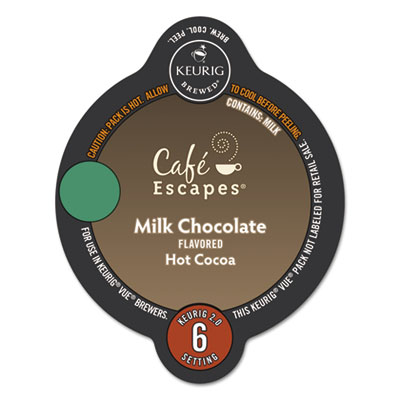 BREW. COOL. PEEL.
KEURIG
BREWED®
CAUTION: PACK IS HOT. ALLOW TO COOL BEFORE PEELING.
CONTAINS: MILK
Café
Escapes®
Milk Chocolate
FLAVORED
Hot Cocoa
FOR USE IN KEURIG® VUE® BREWERS.
THIS KEURIG® VUE® PACK NOT LABELED FOR RETAIL SALE.
KEURIG 2.0
6
SETTING